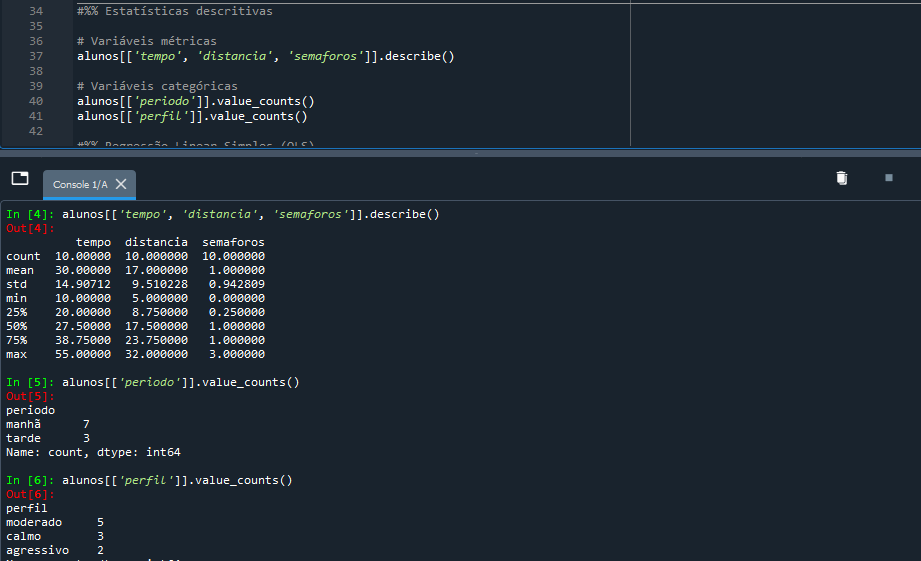 34 #%% Estatísticas descritivas
35
36 # Variáveis métricas
37 alunos[['tempo', 'distancia', 'semaforos']].describe()
38
39 # Variáveis categóricas
40 alunos[['periodo']].value_counts()
41 alunos[['perfil']].value_counts()
42
#%% Regressão Linear Simples (OLS)
Console 1/A
In [4]: alunos[['tempo', 'distancia', 'semaforos']].describe()
Out[4]:
tempo distancia semaforos
count 10.00000 10.000000 10.000000
mean 30.00000 17.000000 1.000000
std 14.90712 9.510228 0.942809
min 10.00000 5.000000 0.000000
25% 20.00000 8.750000 0.250000
50% 27.50000 17.500000 1.000000
75% 38.75000 23.750000 1.000000
max 55.00000 32.000000 3.000000
In [5]: alunos[['periodo']].value_counts()
Out[5]:
periodo
manhã 7
tarde 3
Name: count, dtype: int64
In [6]: alunos[['perfil']].value_counts()
Out[6]:
perfil
moderado 5
calmo 3
agressivo 2